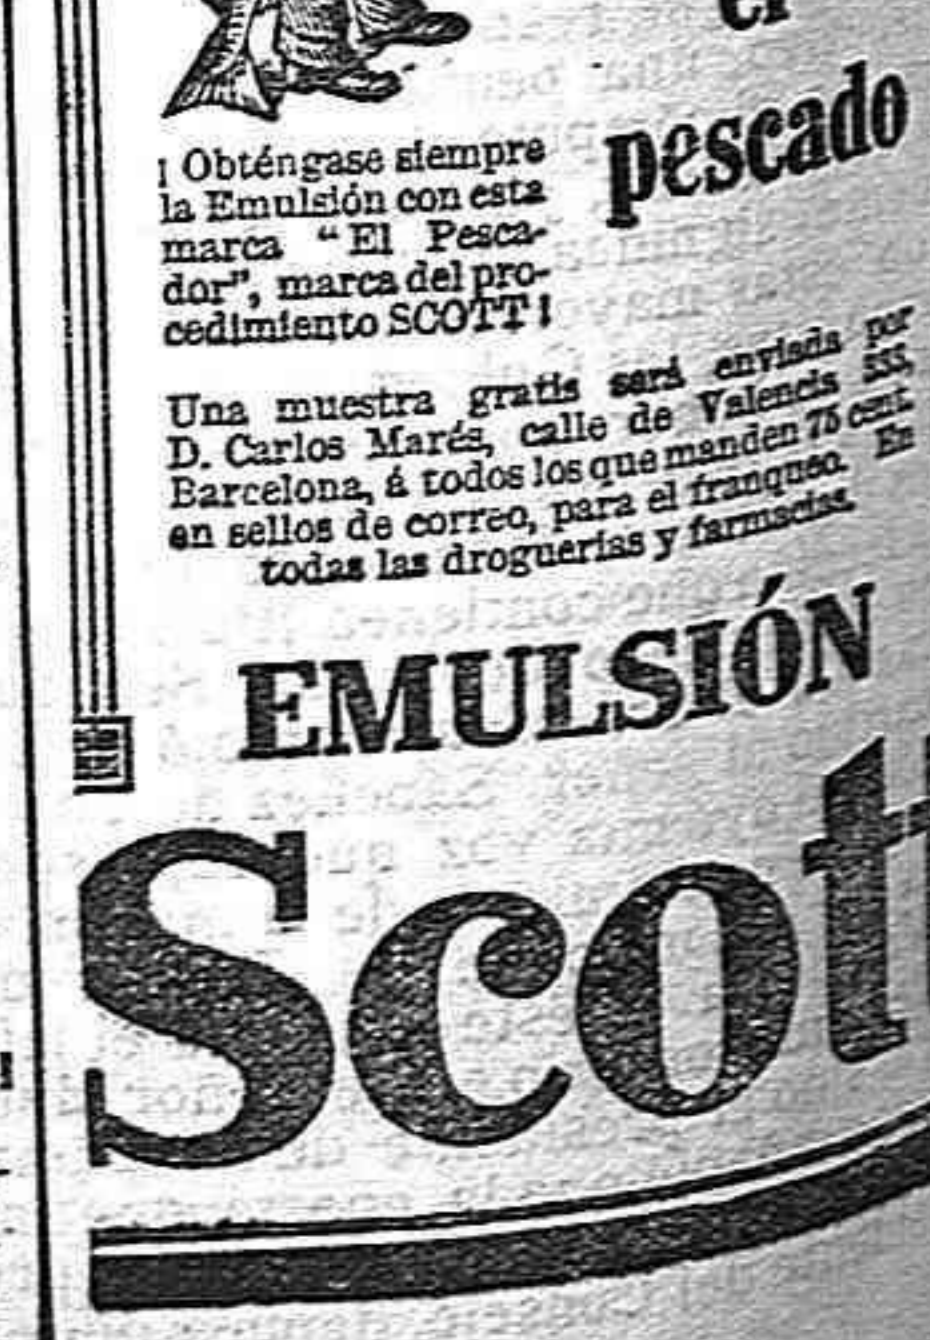 el
pescado
¡ Obténgase siempre
la Emulsión con esta
marca “El Pesca-
dor”, marca del pro-
cedimiento SCOTT !
Una muestra gratis será enviada por
D. Carlos Marés, calle de Valencia 333,
Barcelona, á todos los que manden 75 cent.
en sellos de correo, para el franqueo. En
todas las droguerías y farmacias.
EMULSIÓN
Scott